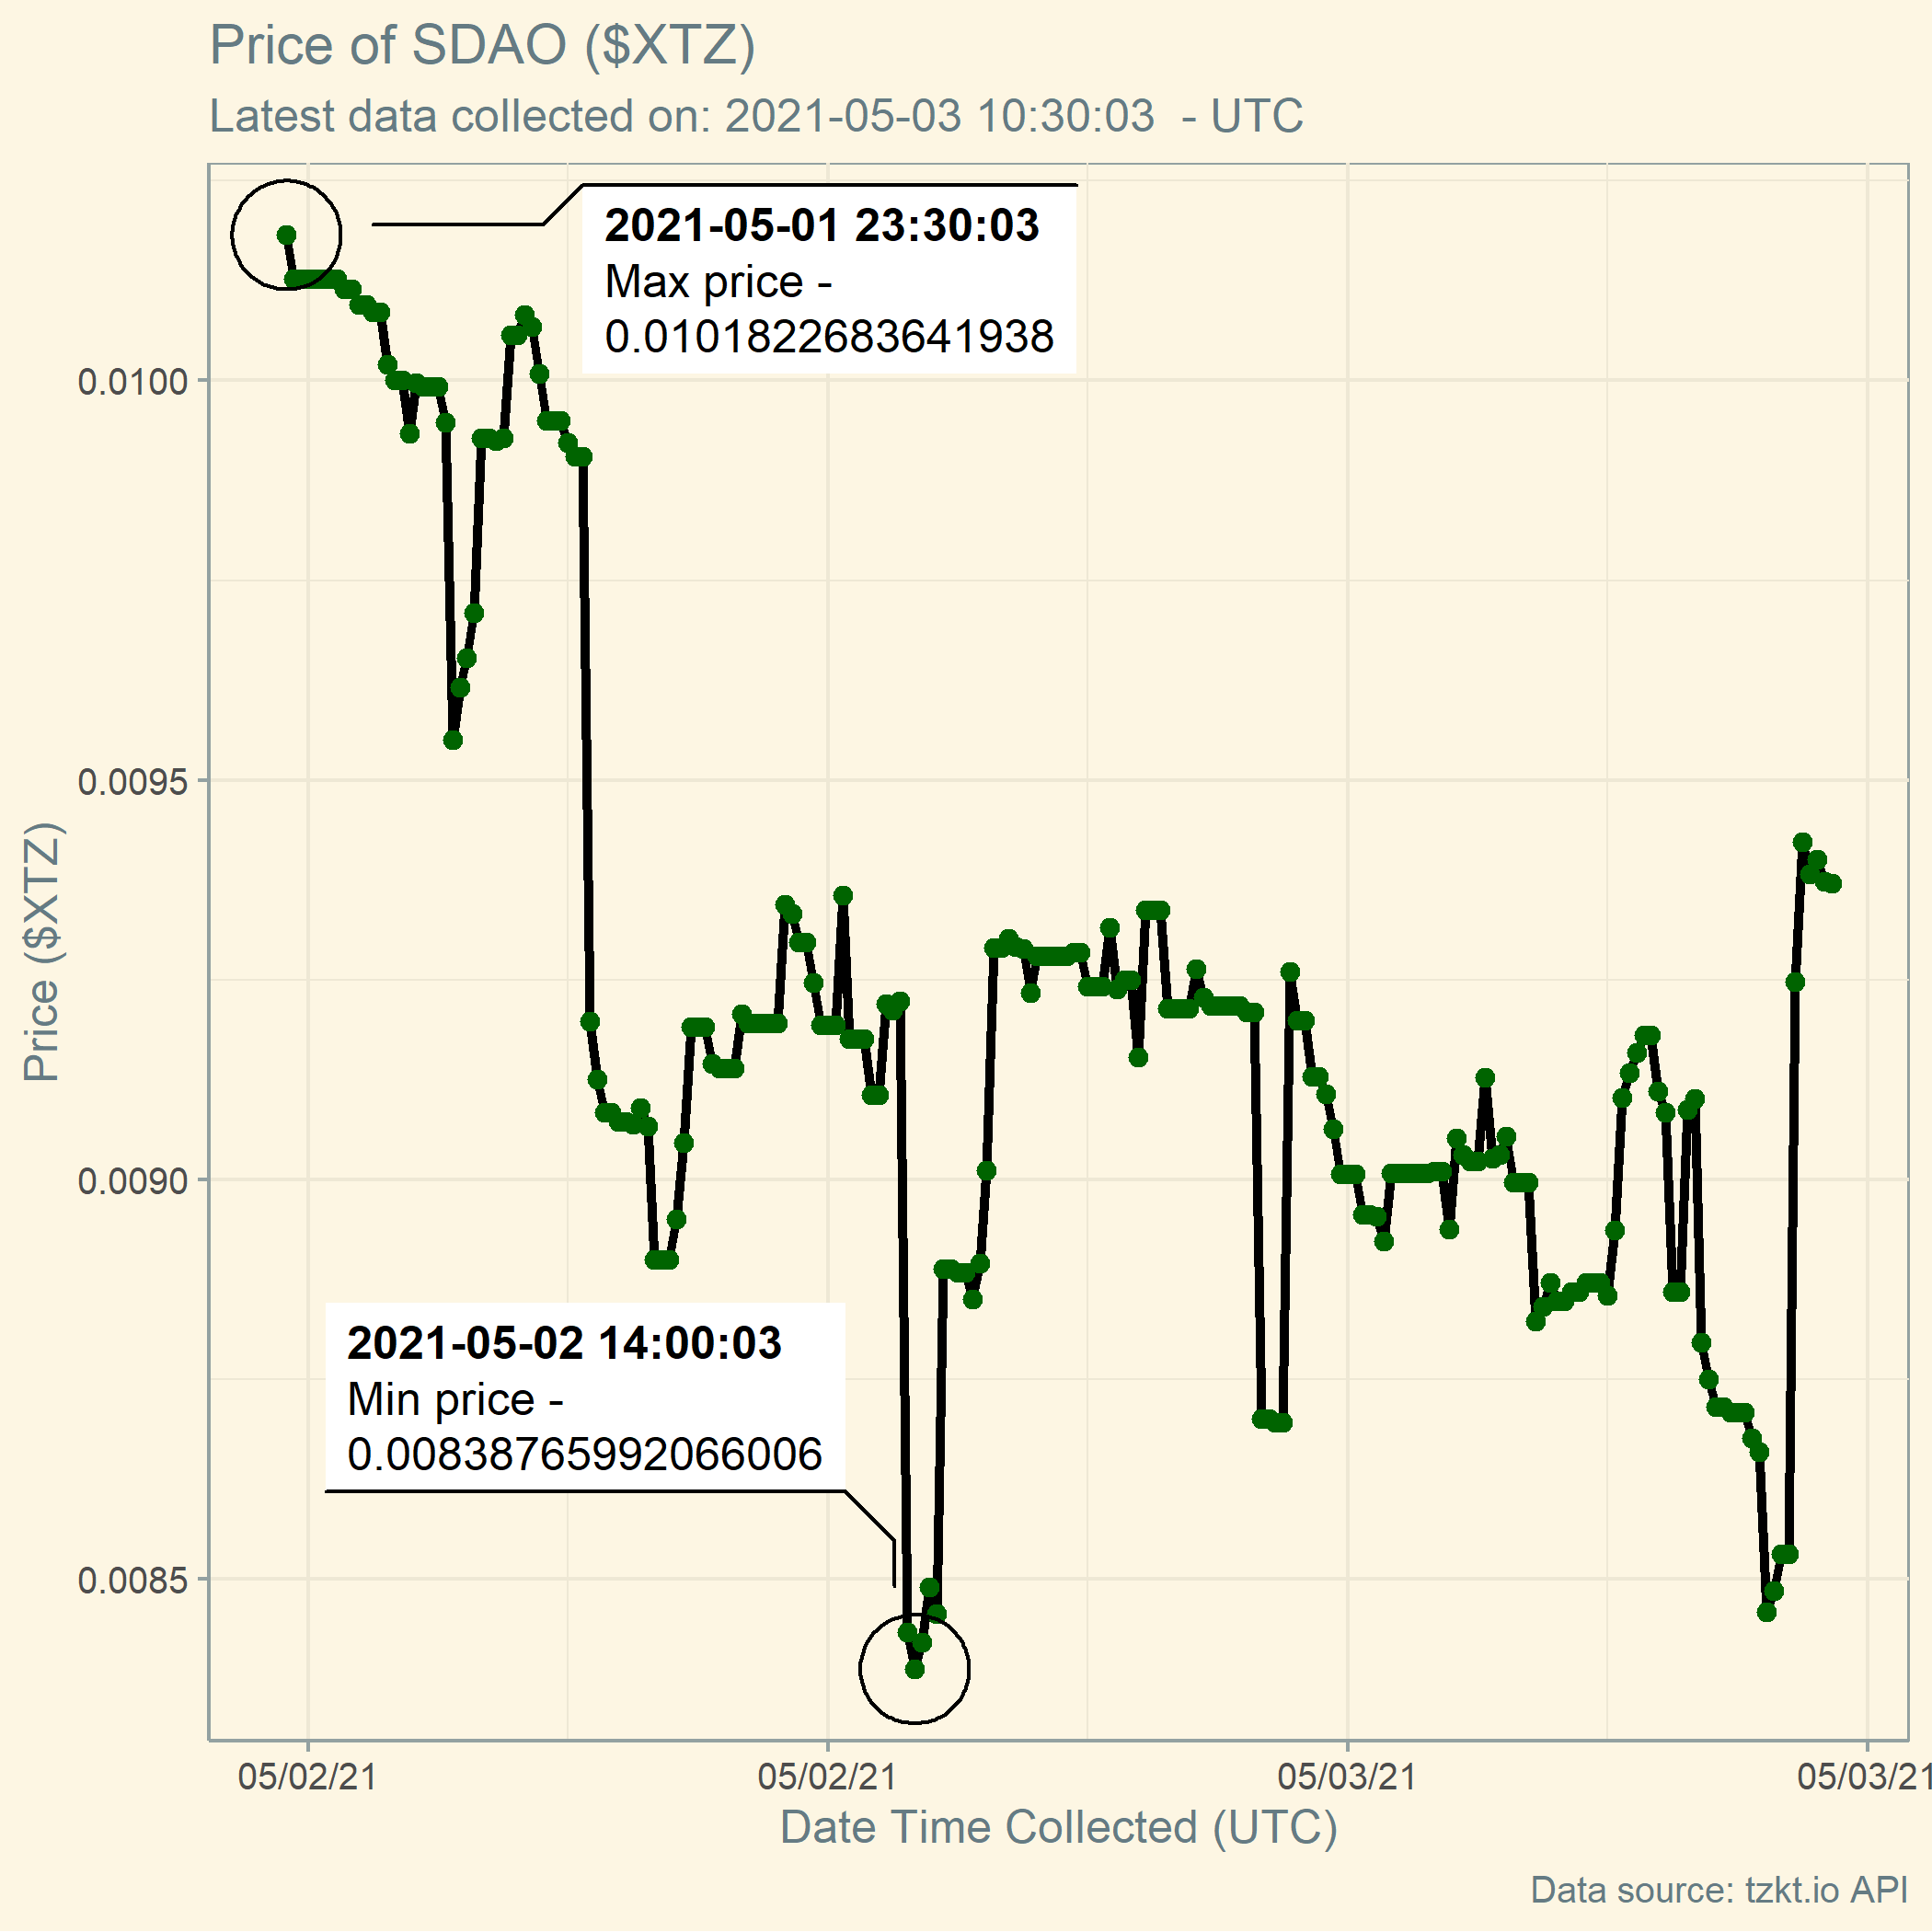 Price of SDAO ($XTZ)
Latest data collected on: 2021-05-03 10:30:03  - UTC
2021-05-01 23:30:03
Max price -
0.0101822683641938
0.0100
0.0095
Price ($XTZ)
0.0090
2021-05-02 14:00:03
Min price -
0.00838765992066006
0.0085
05/02/21
05/02/21
05/03/21
05/03/21
Date Time Collected (UTC)
Data source: tzkt.io API